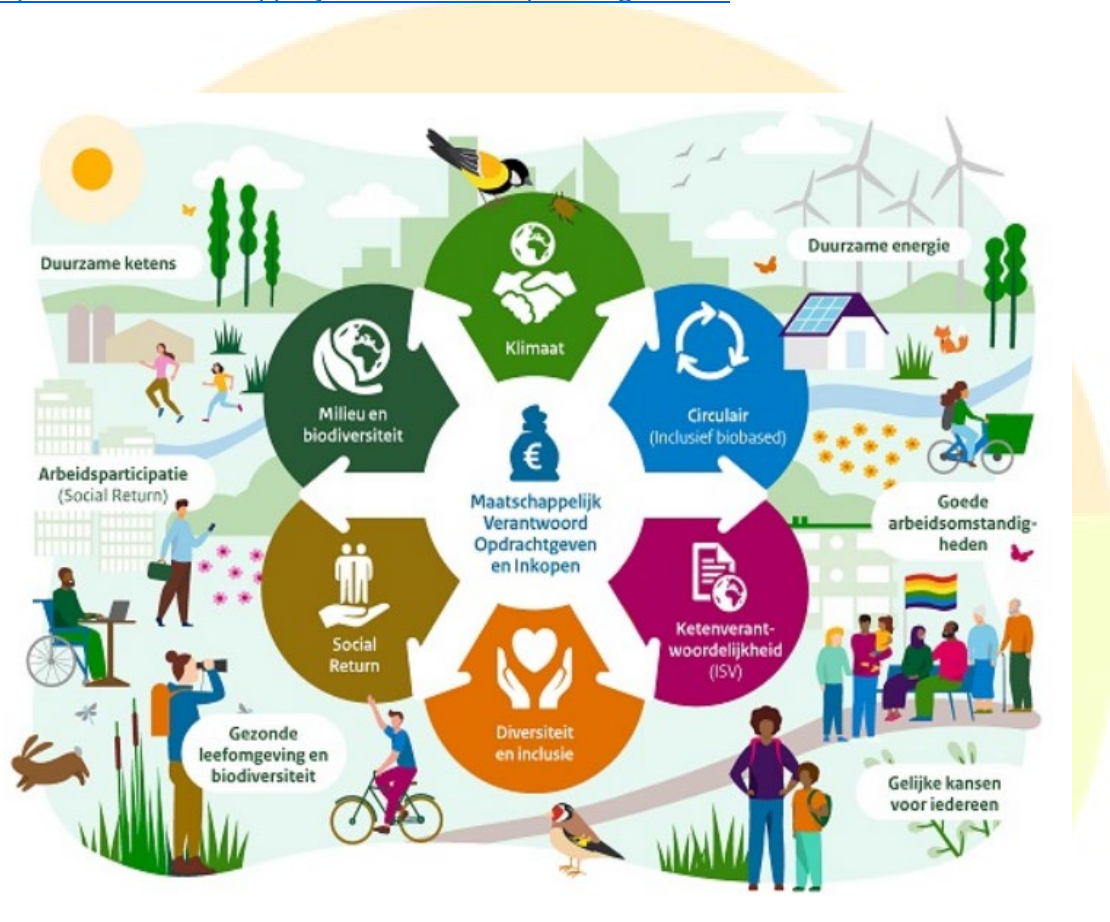 Duurzame ketens
Duurzame energie
Klimaat
Milieu en
biodiversiteit
Circulair
(Inclusief biobased)
€
Maatschappelijk
Verantwoord
Opdrachtgeven
en Inkopen
Arbeidsparticipatie
(Social Return)
Goede
arbeidsomstandig-
heden
Social
Return
Ketenverant-
woordelijkheid
(ISV)
Diversiteit
en inclusie
Gezonde
leefomgeving en
biodiversiteit
Gelijke kansen
voor iedereen